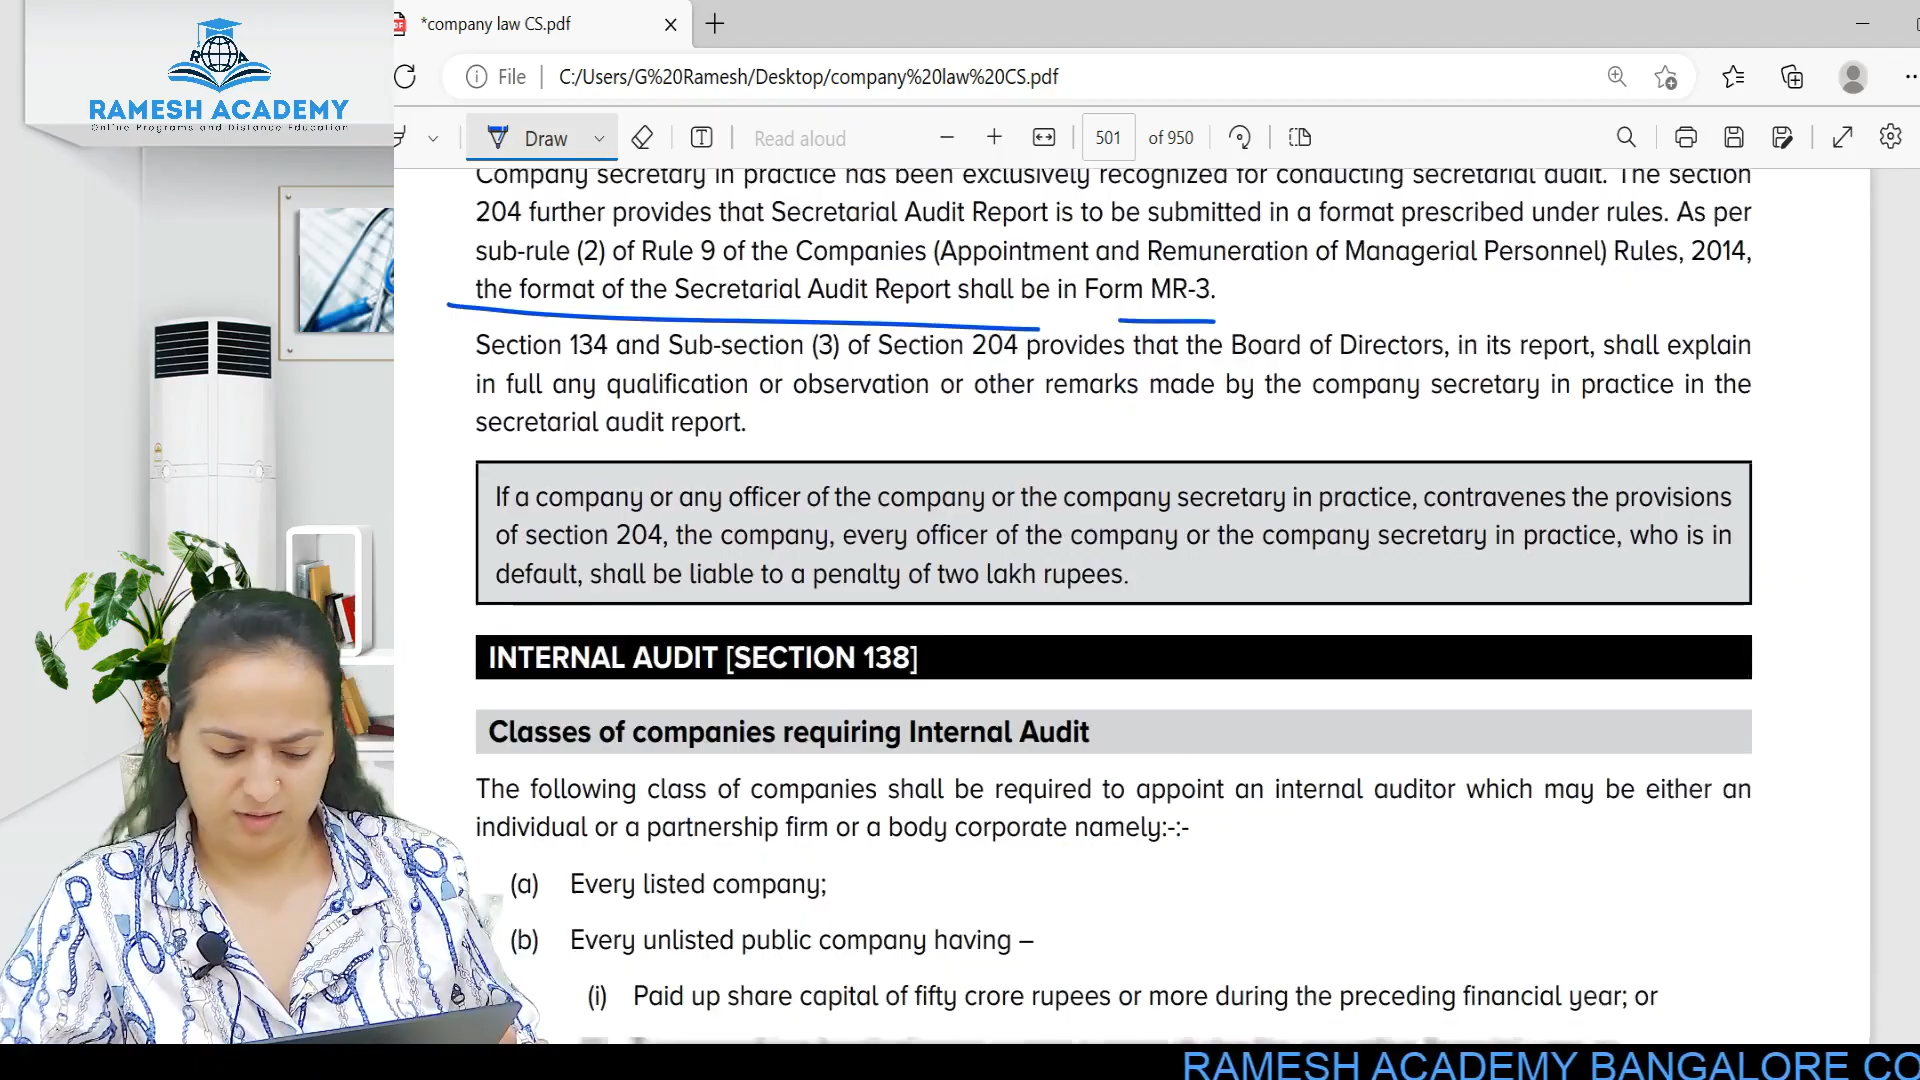 RAMESH ACADEMY
Online Programs and Distance Education
*company law CS.pdf
File
C:/Users/G%20Ramesh/Desktop/company%20law%20CS.pdf
Draw
Read aloud
501 of 950
Company secretary in practice has been exclusively recognized for conducting secretarial audit. The section
204 further provides that Secretarial Audit Report is to be submitted in a format prescribed under rules. As per
sub-rule (2) of Rule 9 of the Companies (Appointment and Remuneration of Managerial Personnel) Rules, 2014,
the format of the Secretarial Audit Report shall be in Form MR-3.
Section 134 and Sub-section (3) of Section 204 provides that the Board of Directors, in its report, shall explain
in full any qualification or observation or other remarks made by the company secretary in practice in the
secretarial audit report.
If a company or any officer of the company or the company secretary in practice, contravenes the provisions
of section 204, the company, every officer of the company or the company secretary in practice, who is in
default, shall be liable to a penalty of two lakh rupees.
INTERNAL AUDIT [SECTION 138]
Classes of companies requiring Internal Audit
The following class of companies shall be required to appoint an internal auditor which may be either an
individual or a partnership firm or a body corporate namely:-:-
(a) Every listed company;
(b) Every unlisted public company having –
(i) Paid up share capital of fifty crore rupees or more during the preceding financial year; or
RAMESH ACADEMY BANGALORE CO